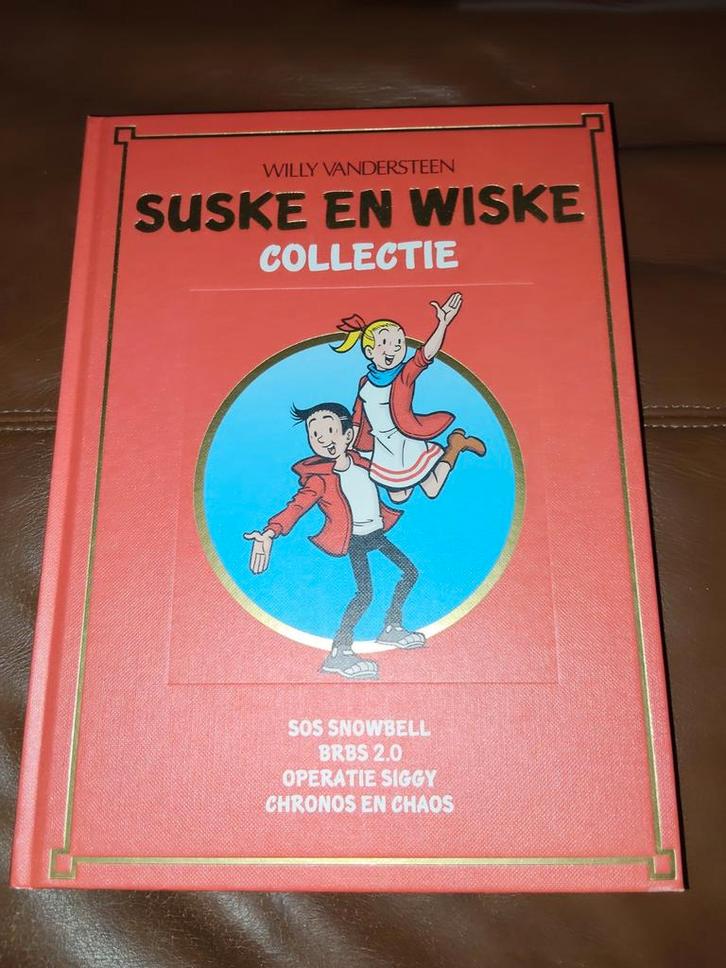 WILLY VANDERSTEEN
SUSKE EN WISKE
COLLECTIE
SOS SNOWBELL
BRBS 2.0
OPERATIE SIGGY
CHRONOS EN CHAOS